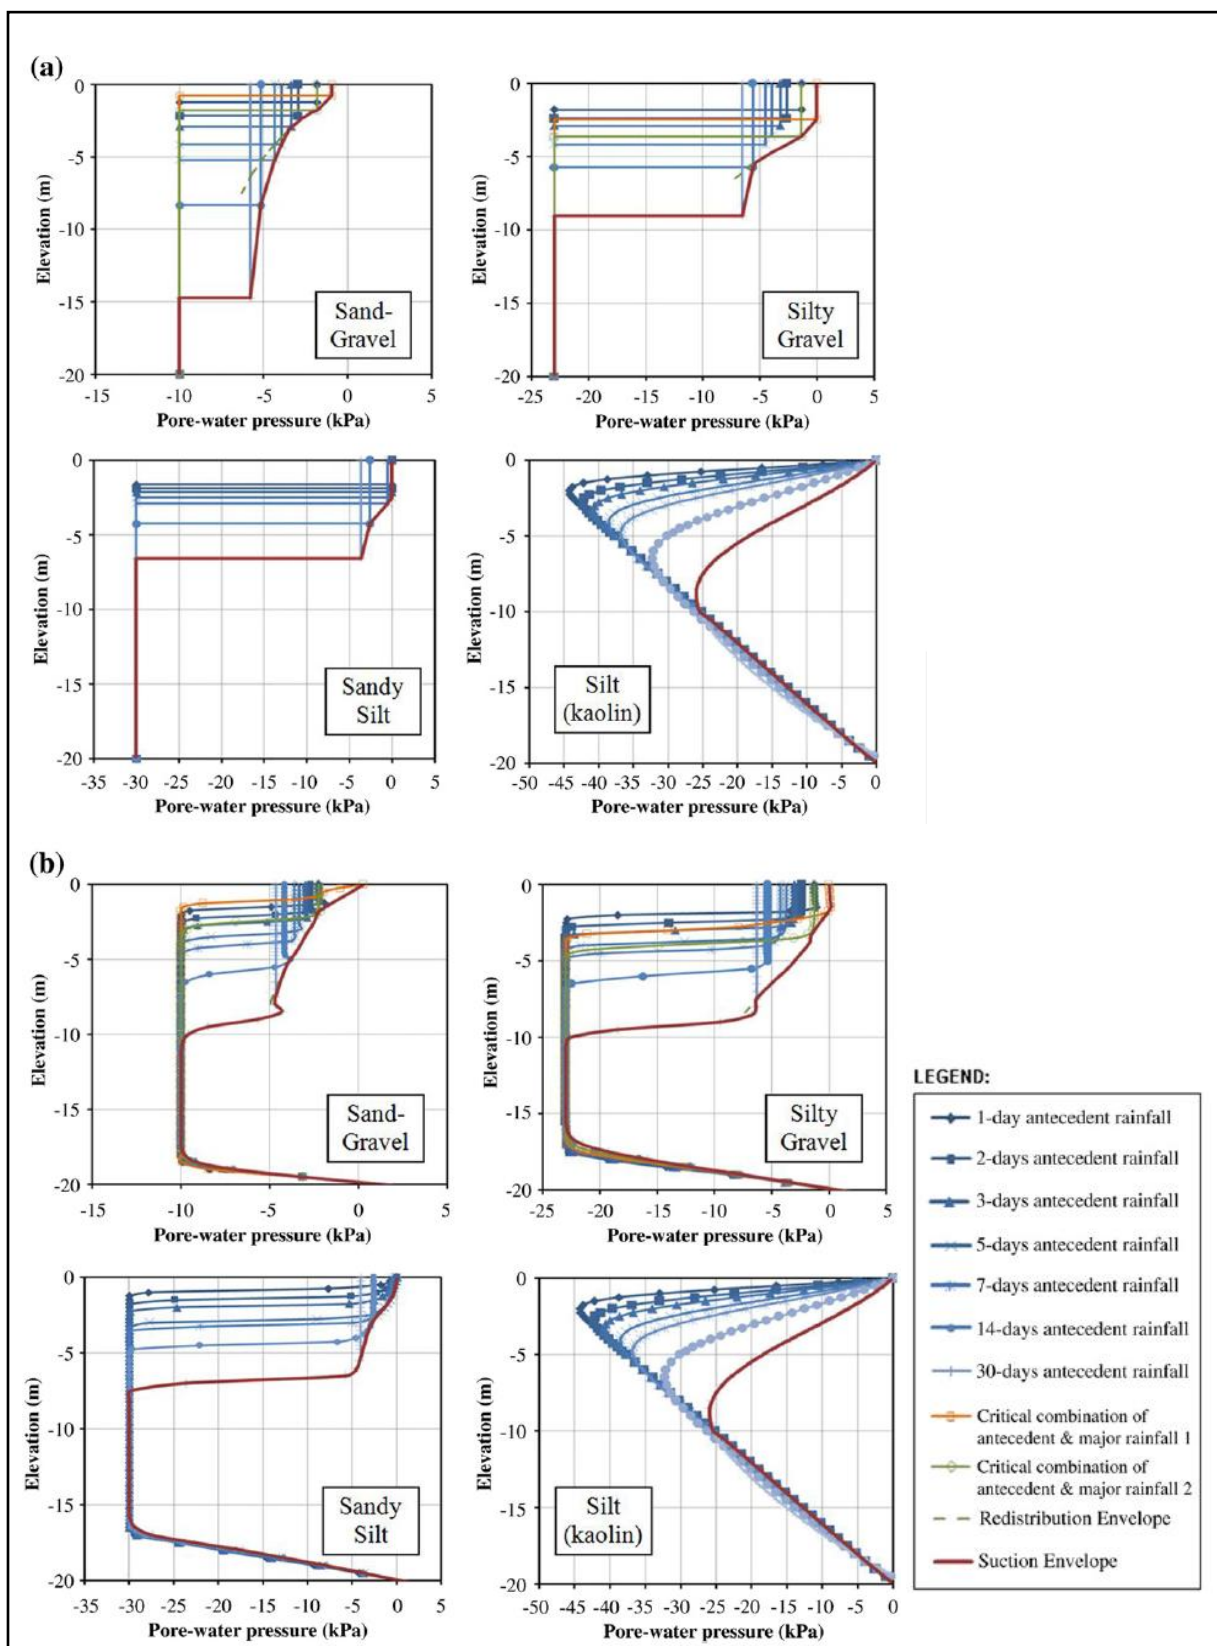 (a)
0
-5
-10
-15
-20
Elevation (m)
-15 -10 -5 0 5
Pore-water pressure (kPa)
Sand-
Gravel
0
-5
-10
-15
-20
Elevation (m)
-25 -20 -15 -10 -5 0 5
Pore-water pressure (kPa)
Silty
Gravel
0
-5
-10
-15
-20
Elevation (m)
-35 -30 -25 -20 -15 -10 -5 0 5
Pore-water pressure (kPa)
Sandy
Silt
0
-5
-10
-15
-20
Elevation (m)
-50 -45 -40 -35 -30 -25 -20 -15 -10 -5 0
Pore-water pressure (kPa)
Silt
(kaolin)
(b)
0
-5
-10
-15
-20
Elevation (m)
-15 -10 -5 0 5
Pore-water pressure (kPa)
Sand-
Gravel
0
-5
-10
-15
-20
Elevation (m)
-25 -20 -15 -10 -5 0 5
Pore-water pressure (kPa)
Silty
Gravel
0
-5
-10
-15
-20
Elevation (m)
-35 -30 -25 -20 -15 -10 -5 0 5
Pore-water pressure (kPa)
Sandy
Silt
0
-5
-10
-15
-20
Elevation (m)
-50 -45 -40 -35 -30 -25 -20 -15 -10 -5 0
Pore-water pressure (kPa)
Silt
(kaolin)
LEGEND:
1-day antecedent rainfall
2-days antecedent rainfall
3-days antecedent rainfall
5-days antecedent rainfall
7-days antecedent rainfall
14-days antecedent rainfall
30-days antecedent rainfall
Critical combination of
antecedent & major rainfall 1
Critical combination of
antecedent & major rainfall 2
Redistribution Envelope
Suction Envelope